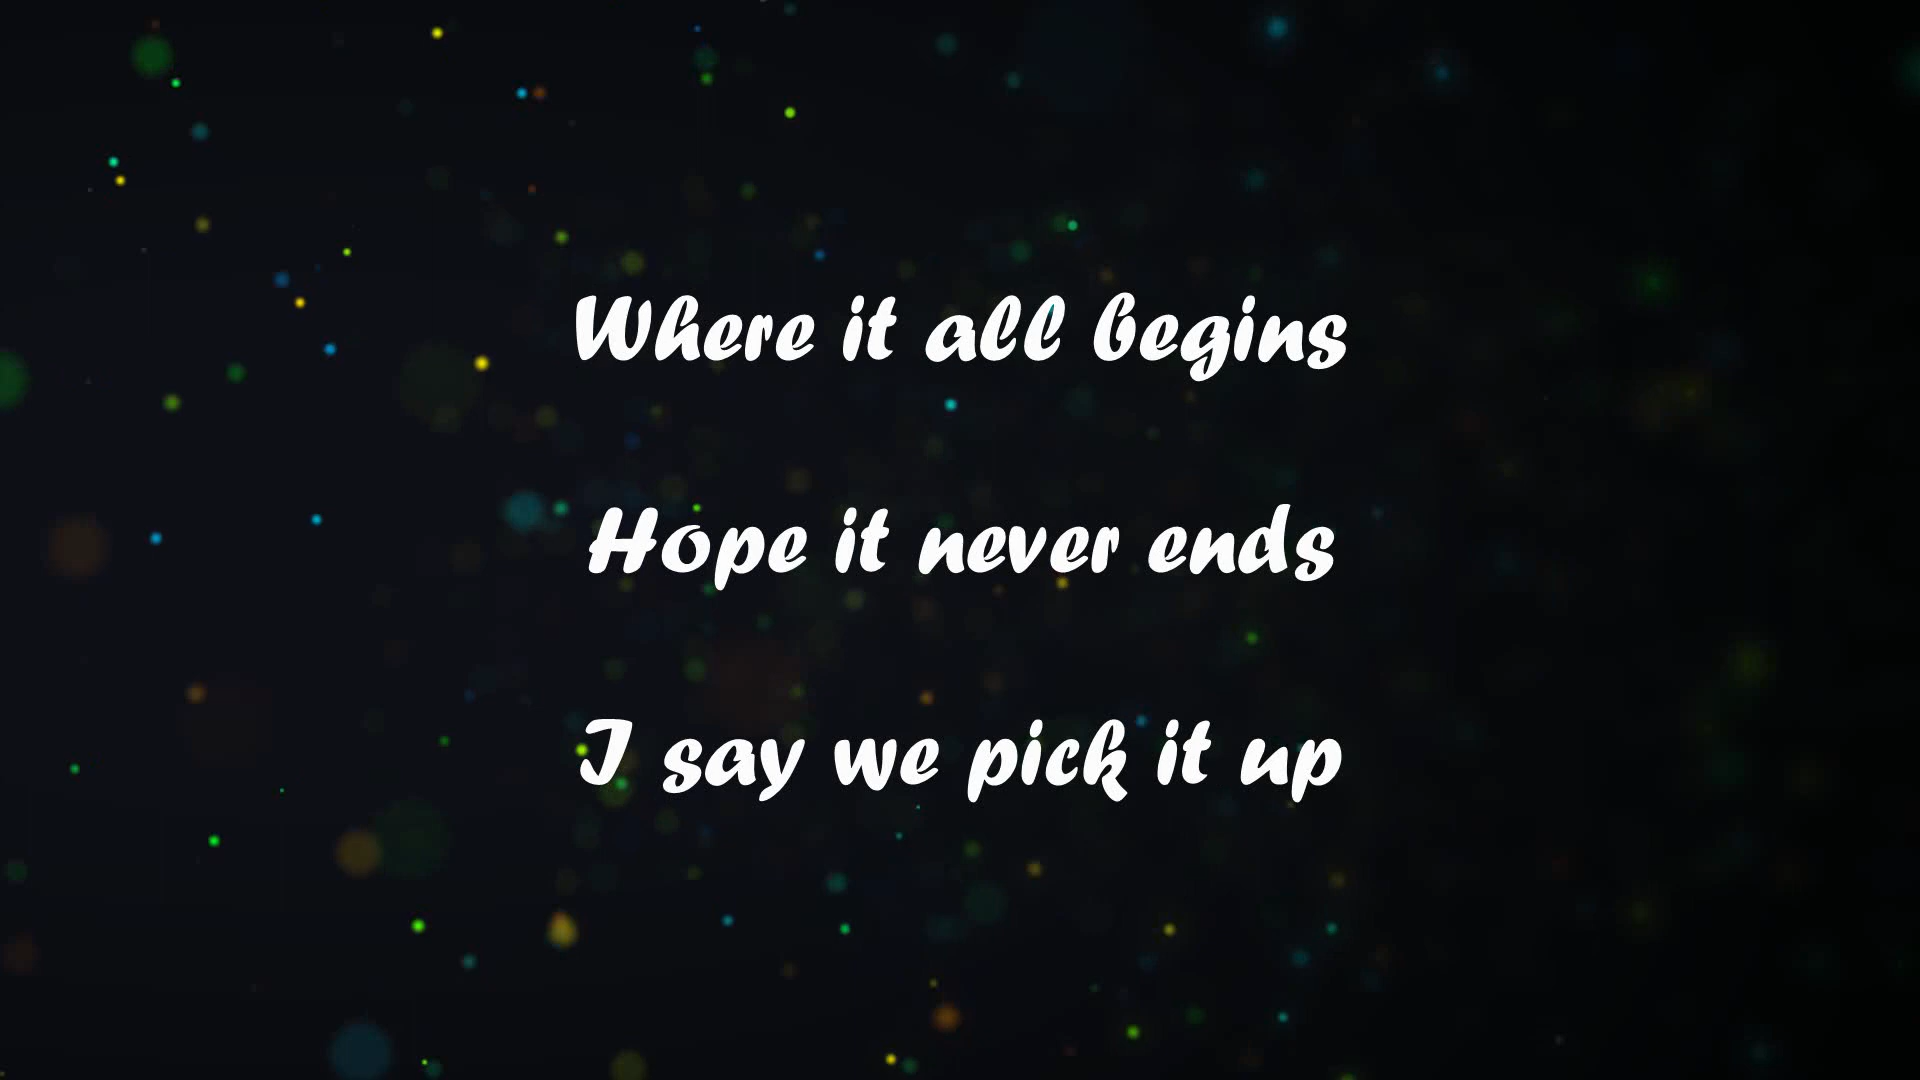 Where it all begins
Hope it never ends
I say we pick it up